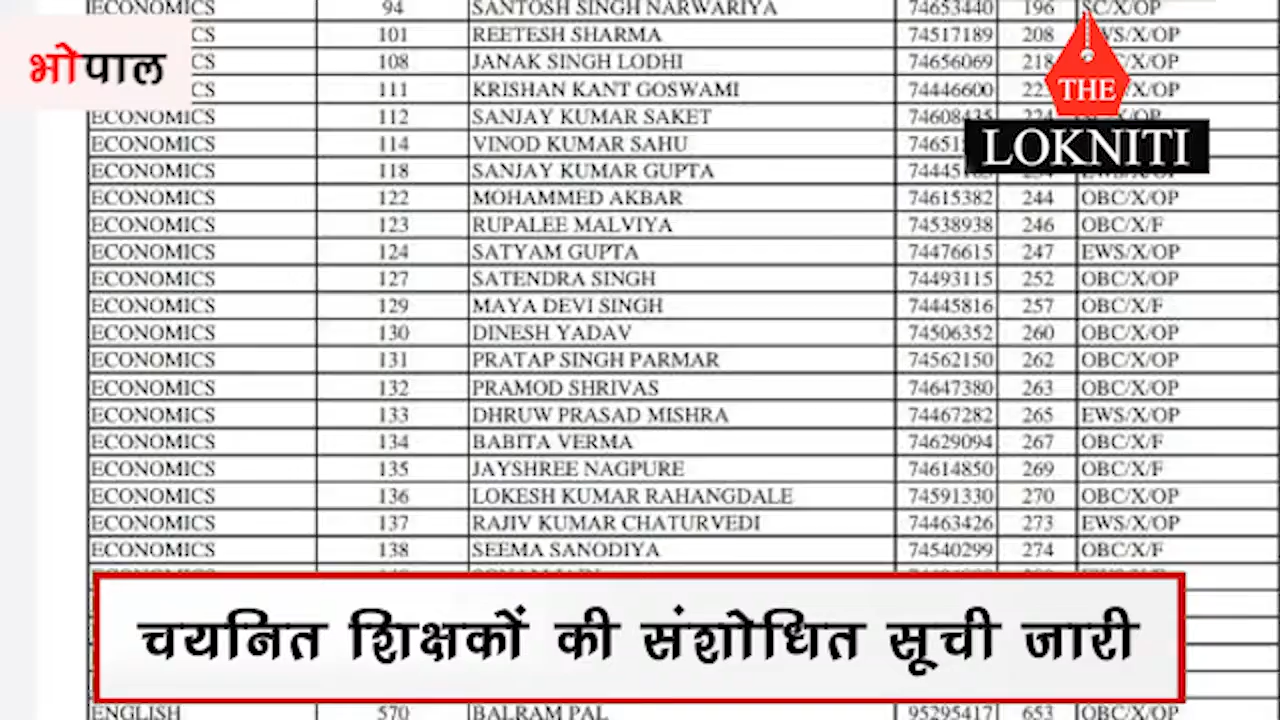 ECONOMICS 94 SANTOSH SINGH NARWARIYA 74653440 196 SC/X/OP
भोपाल
101 REETESH SHARMA 74517189 208
108 JANAK SINGH LODHI 74656069 218
111 KRISHAN KANT GOSWAMI 74446600
THE
ECONOMICS 112 SANJAY KUMAR SAKET 74608435 224
LOKNITI
ECONOMICS 114 VINOD KUMAR SAHU
ECONOMICS 118 SANJAY KUMAR GUPTA
ECONOMICS 122 MOHAMMED AKBAR 74615382 244 OBC/X/OP
ECONOMICS 123 RUPALEE MALVIYA 74538938 246 OBC/X/F
ECONOMICS 124 SATYAM GUPTA 74476615 247 EWS/X/OP
ECONOMICS 127 SATENDRA SINGH 74493115 252 OBC/X/OP
ECONOMICS 129 MAYA DEVI SINGH 74445816 257 OBC/X/F
ECONOMICS 130 DINESH YADAV 74506352 260 OBC/X/OP
ECONOMICS 131 PRATAP SINGH PARMAR 74562150 262 OBC/X/OP
ECONOMICS 132 PRAMOD SHRIVAS 74647380 263 OBC/X/OP
ECONOMICS 133 DHRUW PRASAD MISHRA 74467282 265 EWS/X/OP
ECONOMICS 134 BABITA VERMA 74629094 267 OBC/X/F
ECONOMICS 135 JAYSHREE NAGPURE 74614850 269 OBC/X/F
ECONOMICS 136 LOKESH KUMAR RAHANGDALE 74591330 270 OBC/X/OP
ECONOMICS 137 RAJIV KUMAR CHATURVEDI 74463426 273 EWS/X/OP
ECONOMICS 138 SEEMA SANODIYA 74540299 274 OBC/X/F
चयनित शिक्षकों की संशोधित सूची जारी
ENGLISH 570 BALRAM PAL 95295417 653 OBC/X/OP